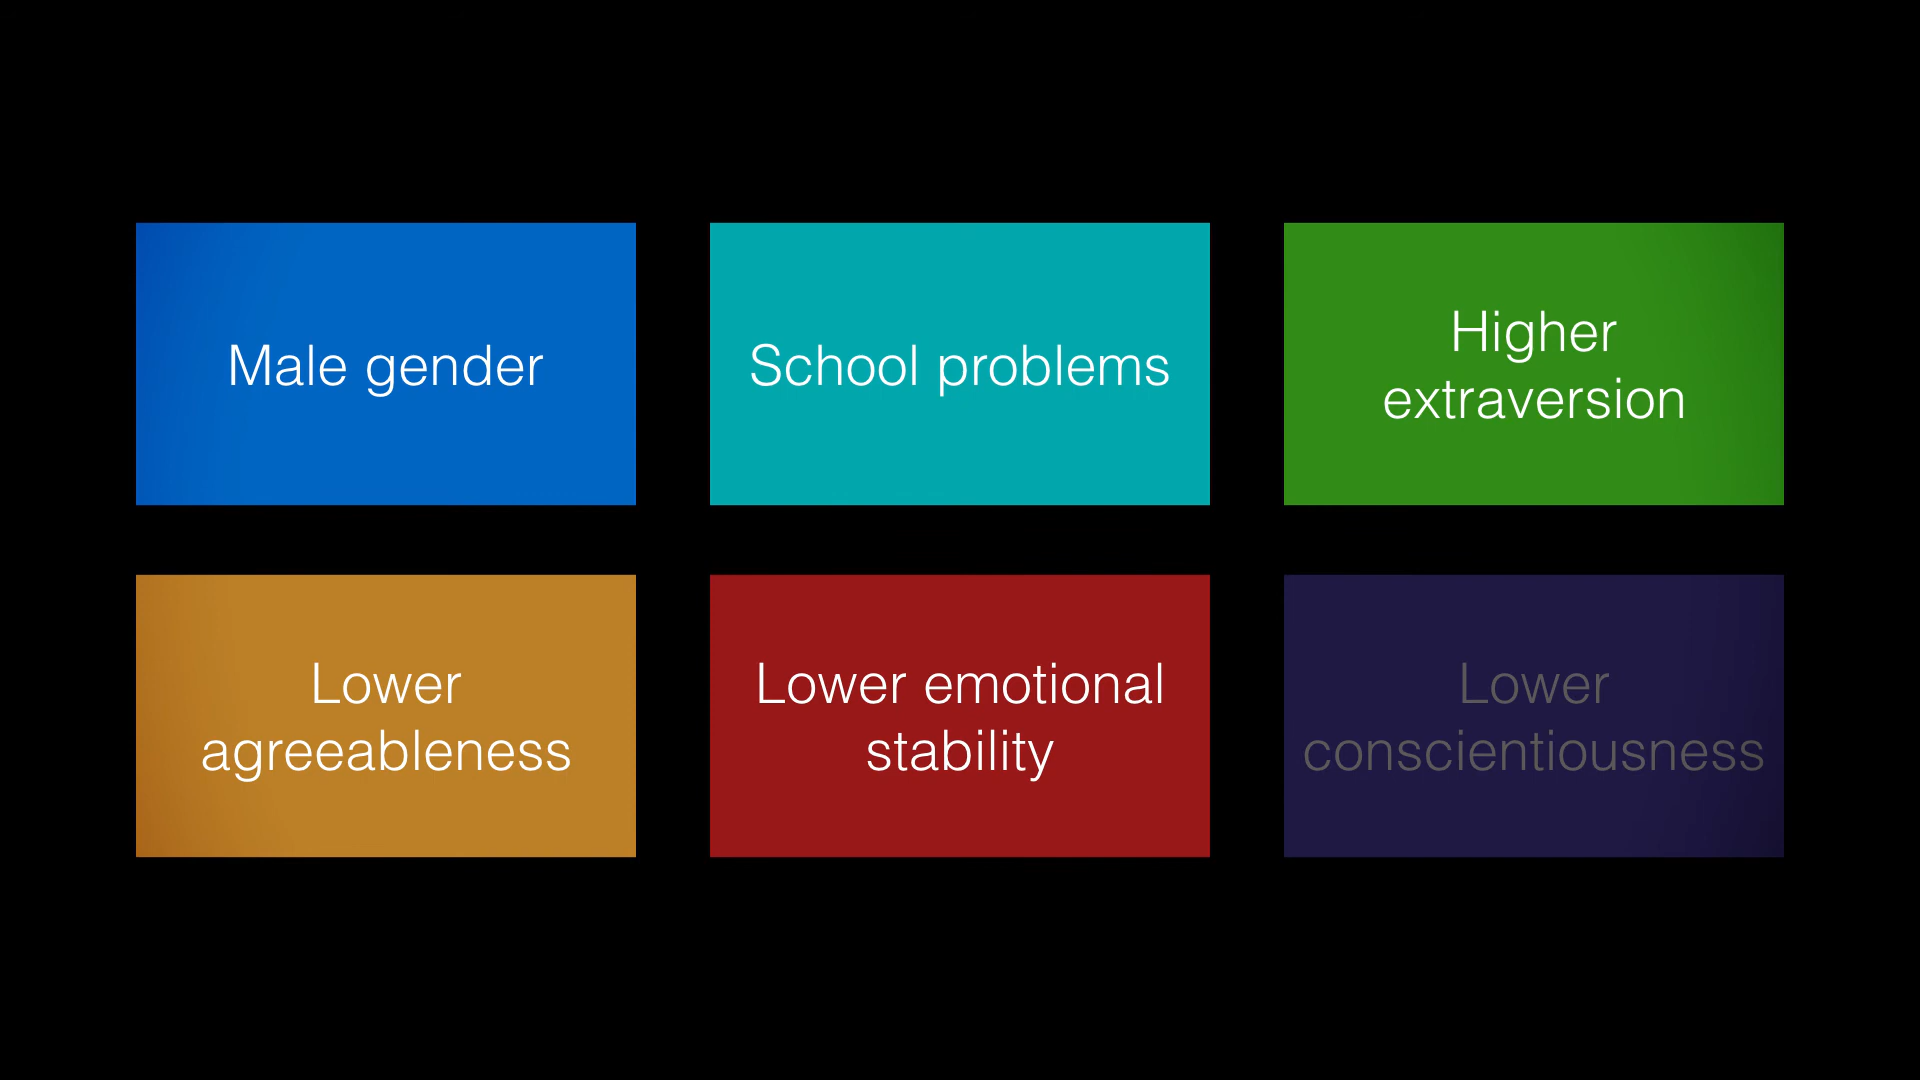 Male gender
School problems
Higher
extraversion
Lower
agreeableness
Lower emotional
stability
Lower
conscientiousness